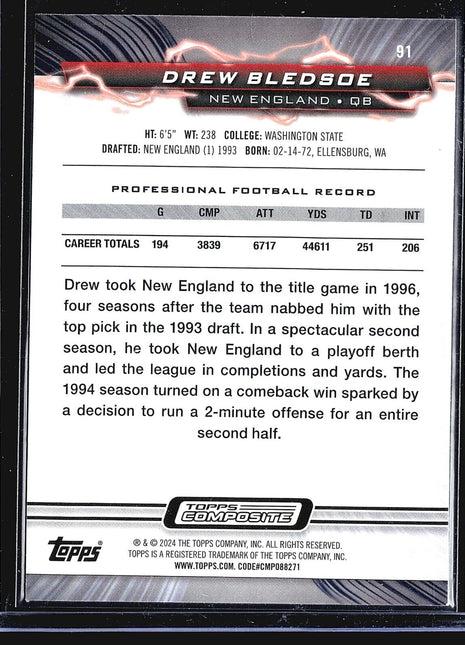 91
DREW BLEDSOE
NEW ENGLAND • QB
HT: 6'5" WT: 238 COLLEGE: WASHINGTON STATE
DRAFTED: NEW ENGLAND (1) 1993 BORN: 02-14-72, ELLENSBURG, WA
PROFESSIONAL FOOTBALL RECORD
G CMP ATT YDS TD INT
CAREER TOTALS 194 3839 6717 44611 251 206
Drew took New England to the title game in 1996,
four seasons after the team nabbed him with the
top pick in the 1993 draft. In a spectacular second
season, he took New England to a playoff berth
and led the league in completions and yards. The
1994 season turned on a comeback win sparked by
a decision to run a 2-minute offense for an entire
second half.
TOPPS
COMPOSITE
Topps
® & © 2024 THE TOPPS COMPANY, INC. ALL RIGHTS RESERVED.
TOPPS IS A REGISTERED TRADEMARK OF THE TOPPS COMPANY, INC.
WWW.TOPPS.COM. CODE#CMP088271